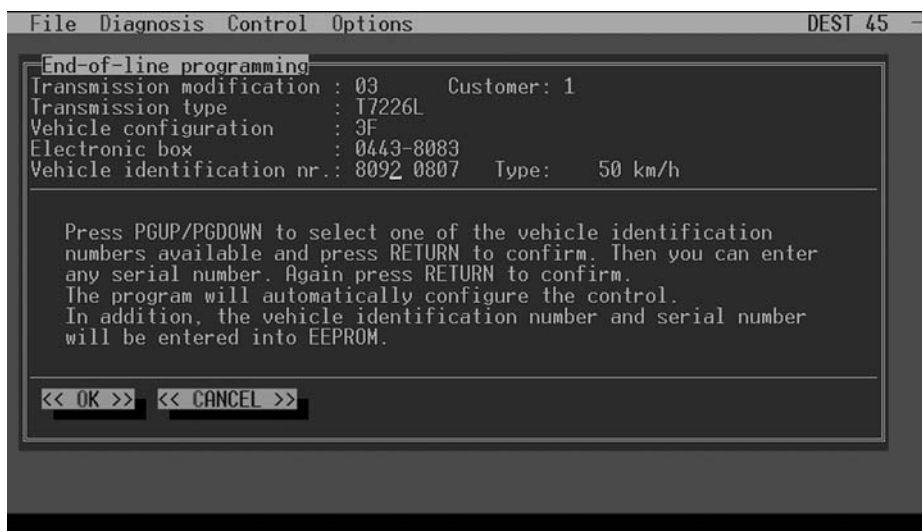 File Diagnosis Control Options DEST 45
End-of-line programming
Transmission modification : 03 Customer: 1
Transmission type : T7226L
Vehicle configuration : 3F
Electronic box : 0443-8083
Vehicle identification nr.: 8092 0807 Type: 50 km/h
Press PGUP/PGDOWN to select one of the vehicle identification
numbers available and press RETURN to confirm. Then you can enter
any serial number. Again press RETURN to confirm.
The program will automatically configure the control.
In addition, the vehicle identification number and serial number
will be entered into EEPROM.
<< OK >> << CANCEL >>